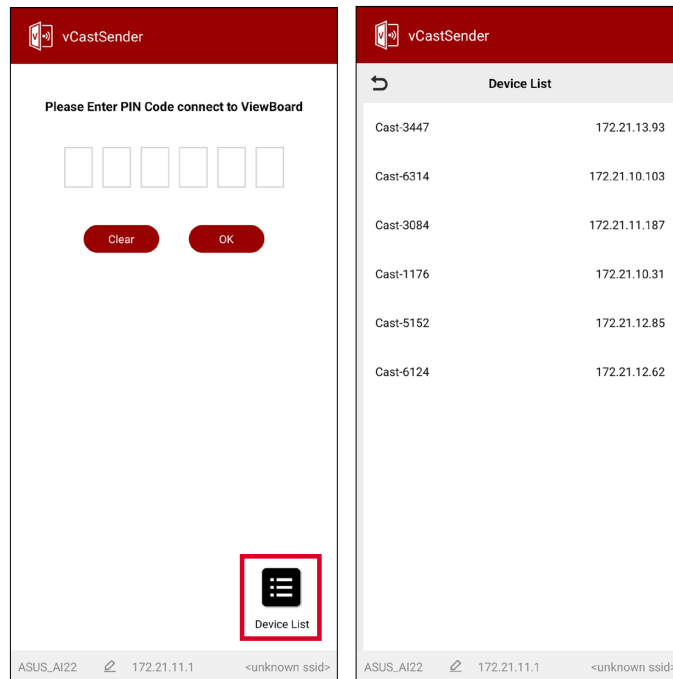 vCastSender
Please Enter PIN Code connect to ViewBoard
Clear OK
Device List
ASUS_AI22 172.21.11.1 <unknown ssid>
vCastSender
Device List
Cast-3447 172.21.13.93
Cast-6314 172.21.10.103
Cast-3084 172.21.11.187
Cast-1176 172.21.10.31
Cast-5152 172.21.12.85
Cast-6124 172.21.12.62
ASUS_AI22 172.21.11.1 <unknown ssid>